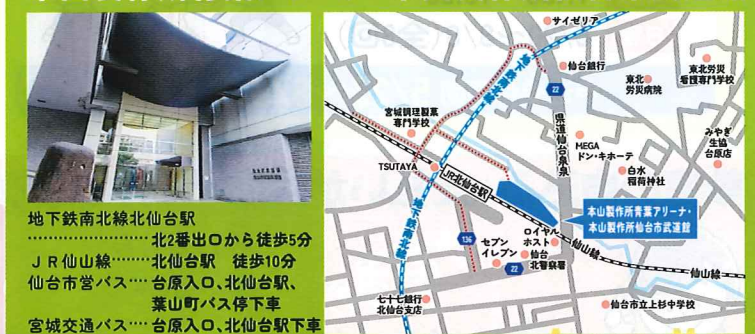 地下鉄南北線北仙台駅
……………………北2番出口から徒歩5分
JR仙山線………北仙台駅 徒歩10分
仙台市営バス…台原入口、北仙台駅、
葉山町バス停下車
宮城交通バス…台原入口、北仙台駅下車
サイゼリア
仙台銀行
東北
労災病院
東北労災
看護専門学校
22
宮城調理製菓
専門学校
県道仙台泉線
MEGA
ドン・キホーテ
みやぎ
生協
台原店
TSUTAYA
JR北仙台駅
白水
稲荷神社
本山製作所青葉アリーナ・
本山製作所仙台市武道館
地下鉄南北線
136
セブン
イレブン
ロイヤル
ホスト
仙台
北警察署
22
仙山線
仙山線
七十七銀行
北仙台支店
仙台市立上杉中学校